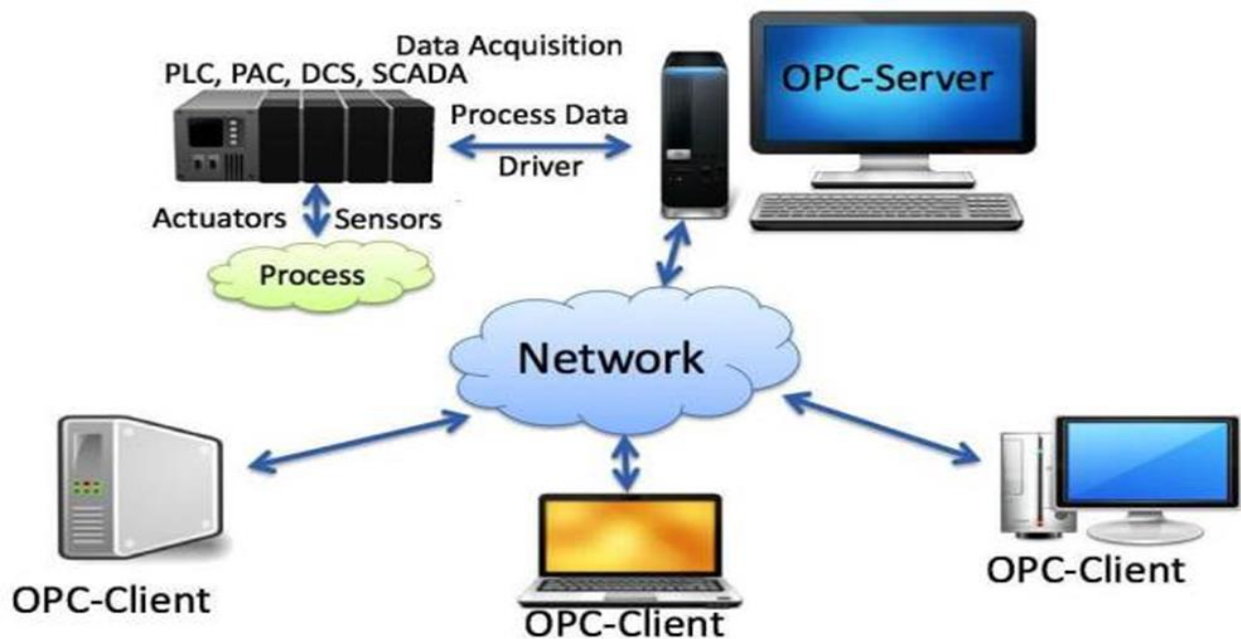 Data Acquisition
PLC, PAC, DCS, SCADA
OPC-Server
Process Data
Driver
Actuators
Sensors
Process
Network
OPC-Client
OPC-Client
OPC-Client